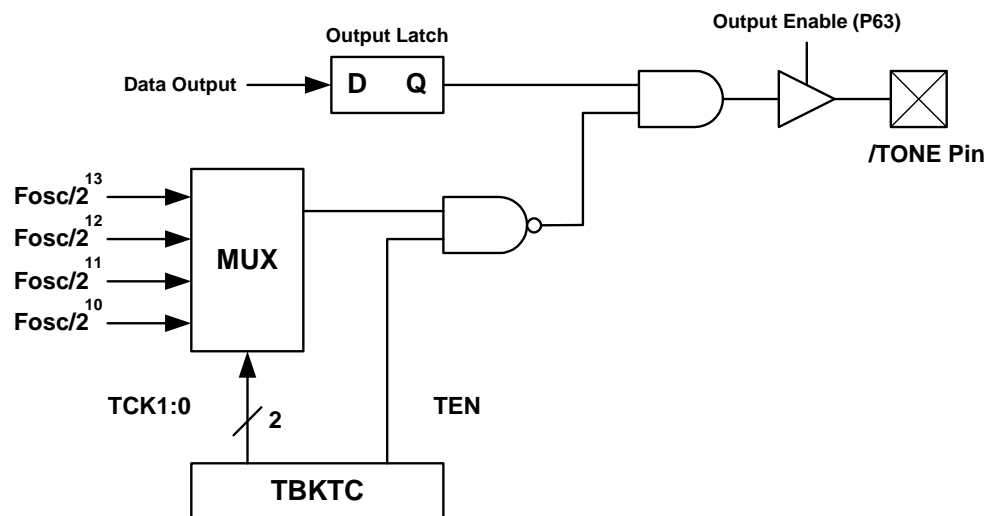 Output Enable (P63)
Output Latch
Data Output
D Q
/TONE Pin
Fosc/2^13
Fosc/2^12
Fosc/2^11
Fosc/2^10
MUX
TCK1:0
2
TEN
TBKTC